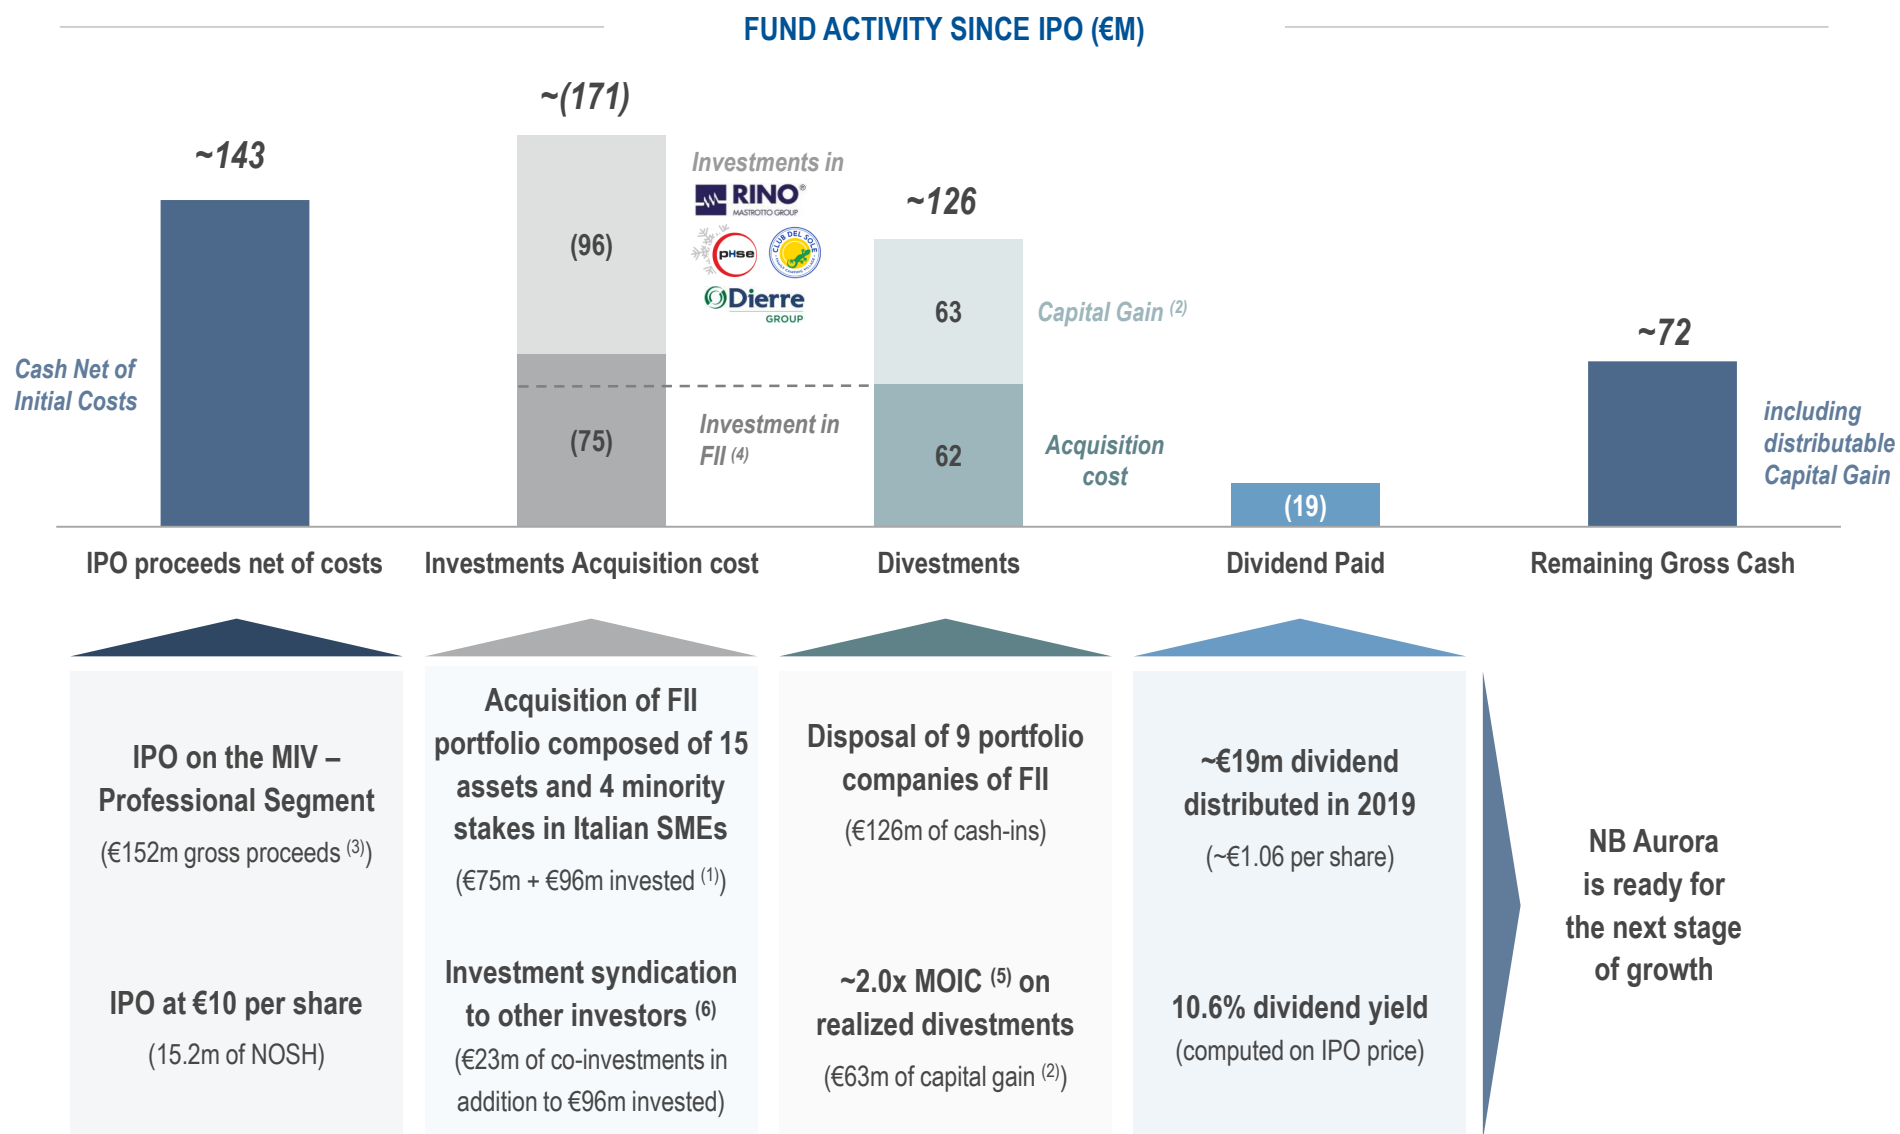 FUND ACTIVITY SINCE IPO (€M)
~(171)
~143
Investments in
RINO®
MASTROTTO GROUP
~126
(96)
pHse
CLUB DEL SOLE
Dierre
GROUP
63
Capital Gain (2)
~72
Cash Net of
Initial Costs
(75)
Investment in
FII (4)
62
Acquisition
cost
including
distributable
Capital Gain
(19)
IPO proceeds net of costs
Investments Acquisition cost
Divestments
Dividend Paid
Remaining Gross Cash
IPO on the MIV –
Professional Segment
(€152m gross proceeds (3))
IPO at €10 per share
(15.2m of NOSH)
Acquisition of FII
portfolio composed of 15
assets and 4 minority
stakes in Italian SMEs
(€75m + €96m invested (1))
Investment syndication
to other investors (6)
(€23m of co-investments in
addition to €96m invested)
Disposal of 9 portfolio
companies of FII
(€126m of cash-ins)
~2.0x MOIC (5) on
realized divestments
(€63m of capital gain (2))
~€19m dividend
distributed in 2019
(~€1.06 per share)
10.6% dividend yield
(computed on IPO price)
NB Aurora
is ready for
the next stage
of growth